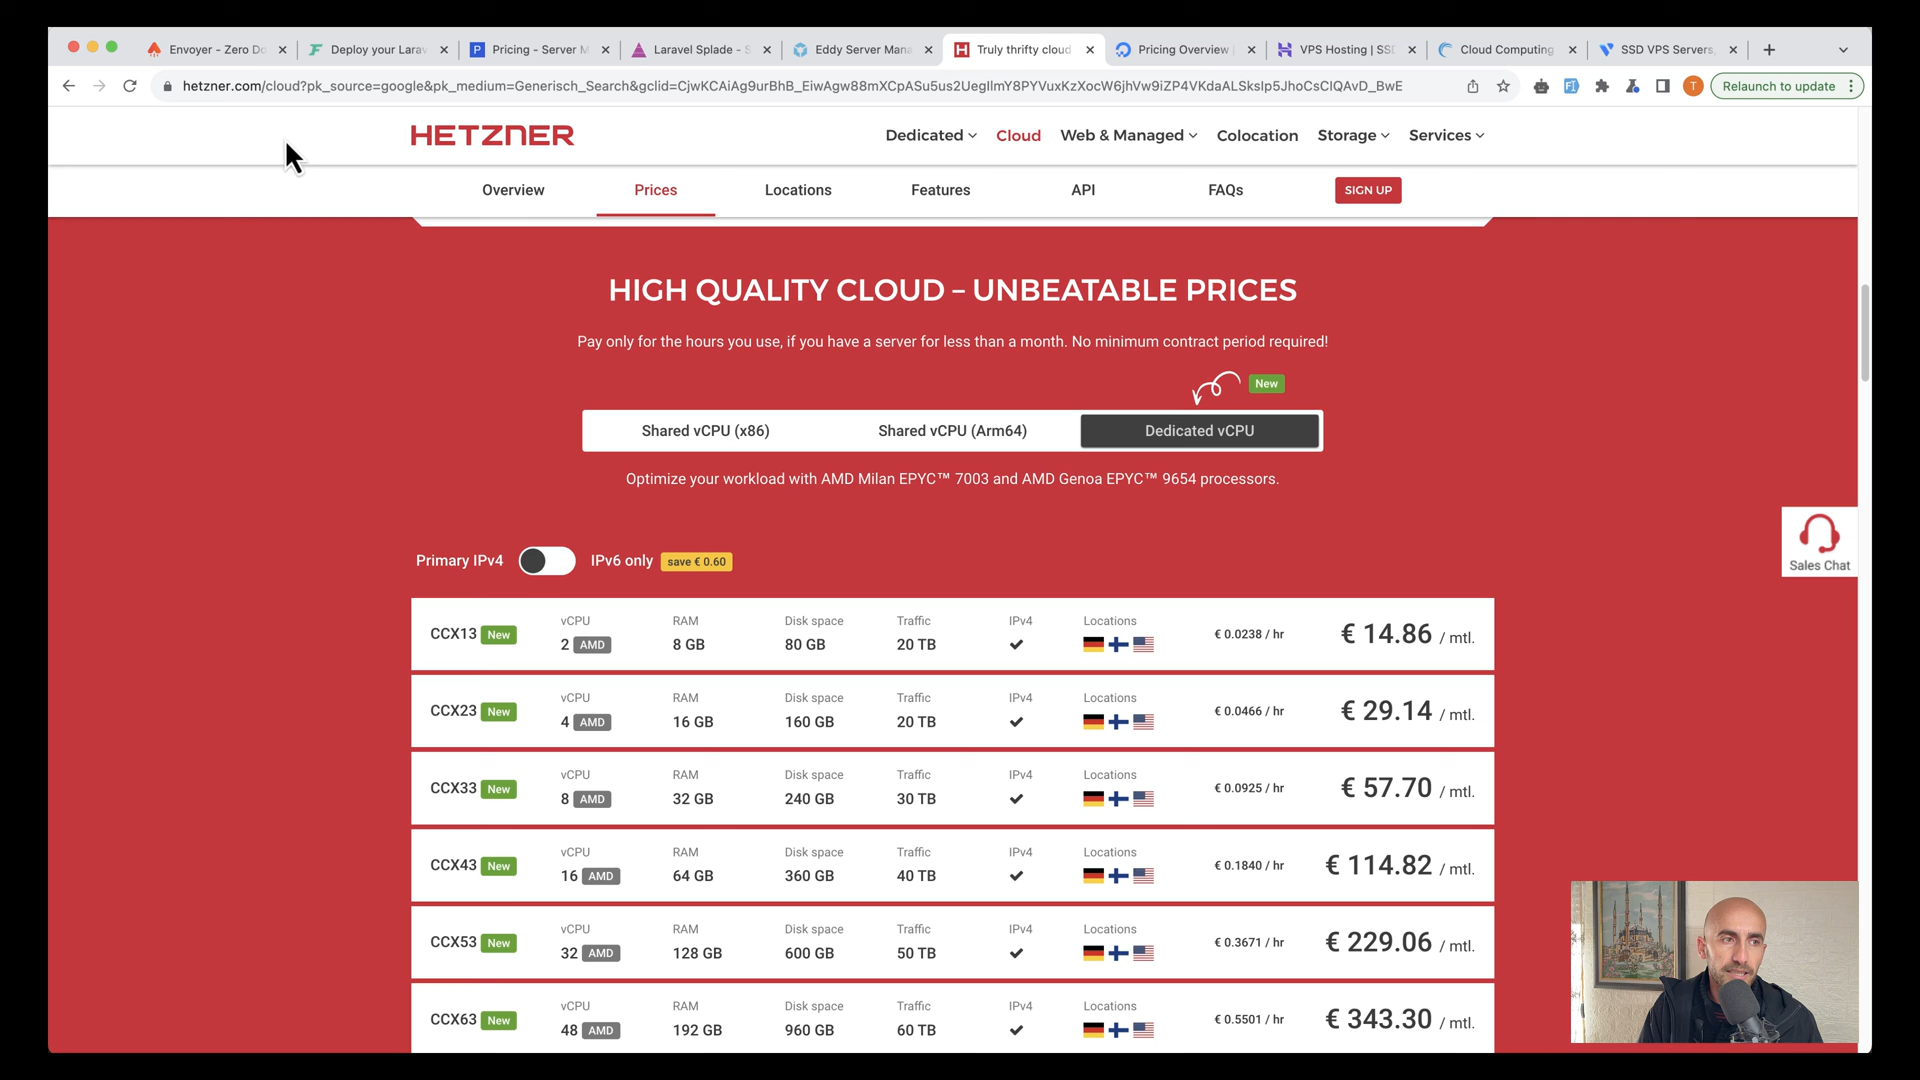 Envoyer - Zero Do
Deploy your Larav
Pricing - Server M
Laravel Splade - S
Eddy Server Mana
Truly thrifty cloud
Pricing Overview
VPS Hosting | SSD
Cloud Computing
SSD VPS Servers,
hetzner.com/cloud?pk_source=google&pk_medium=Generisch_Search&gclid=CjwKCAiAg9urBhB_EiwAgw88mXCpASu5us2UegIlmY8PYVuxKzXocW6jhVw9iZP4VKdaALSksIp5JhoCsCIQAvD_BwE
T
Relaunch to update
HETZNER
Dedicated
Cloud
Web & Managed
Colocation
Storage
Services
Overview
Prices
Locations
Features
API
FAQs
SIGN UP
HIGH QUALITY CLOUD – UNBEATABLE PRICES
Pay only for the hours you use, if you have a server for less than a month. No minimum contract period required!
New
Shared vCPU (x86)
Shared vCPU (Arm64)
Dedicated vCPU
Optimize your workload with AMD Milan EPYC™ 7003 and AMD Genoa EPYC™ 9654 processors.
Primary IPv4
IPv6 only
save € 0.60
Sales Chat
vCPU RAM Disk space Traffic IPv4 Locations
CCX13 New 2 AMD 8 GB 80 GB 20 TB € 0.0238 / hr € 14.86 / mtl.
vCPU RAM Disk space Traffic IPv4 Locations
CCX23 New 4 AMD 16 GB 160 GB 20 TB € 0.0466 / hr € 29.14 / mtl.
vCPU RAM Disk space Traffic IPv4 Locations
CCX33 New 8 AMD 32 GB 240 GB 30 TB € 0.0925 / hr € 57.70 / mtl.
vCPU RAM Disk space Traffic IPv4 Locations
CCX43 New 16 AMD 64 GB 360 GB 40 TB € 0.1840 / hr € 114.82 / mtl.
vCPU RAM Disk space Traffic IPv4 Locations
CCX53 New 32 AMD 128 GB 600 GB 50 TB € 0.3671 / hr € 229.06 / mtl.
vCPU RAM Disk space Traffic IPv4 Locations
CCX63 New 48 AMD 192 GB 960 GB 60 TB € 0.5501 / hr € 343.30 / mtl.